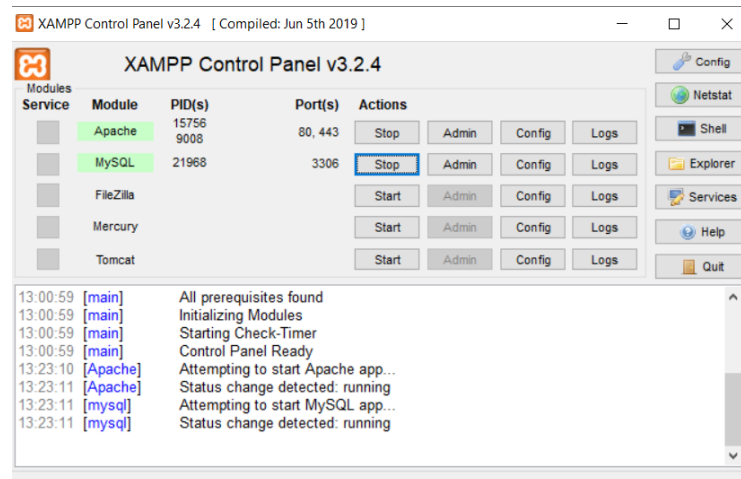 XAMPP Control Panel v3.2.4 [ Compiled: Jun 5th 2019 ]
XAMPP Control Panel v3.2.4
Config
Modules
Service Module PID(s) Port(s) Actions
Netstat
Apache 15756 9008 80, 443 Stop Admin Config Logs
Shell
MySQL 21968 3306 Stop Admin Config Logs
Explorer
FileZilla Start Admin Config Logs
Services
Mercury Start Admin Config Logs
Help
Tomcat Start Admin Config Logs
Quit
13:00:59 [main] All prerequisites found
13:00:59 [main] Initializing Modules
13:00:59 [main] Starting Check-Timer
13:00:59 [main] Control Panel Ready
13:23:10 [Apache] Attempting to start Apache app...
13:23:11 [Apache] Status change detected: running
13:23:11 [mysql] Attempting to start MySQL app...
13:23:11 [mysql] Status change detected: running